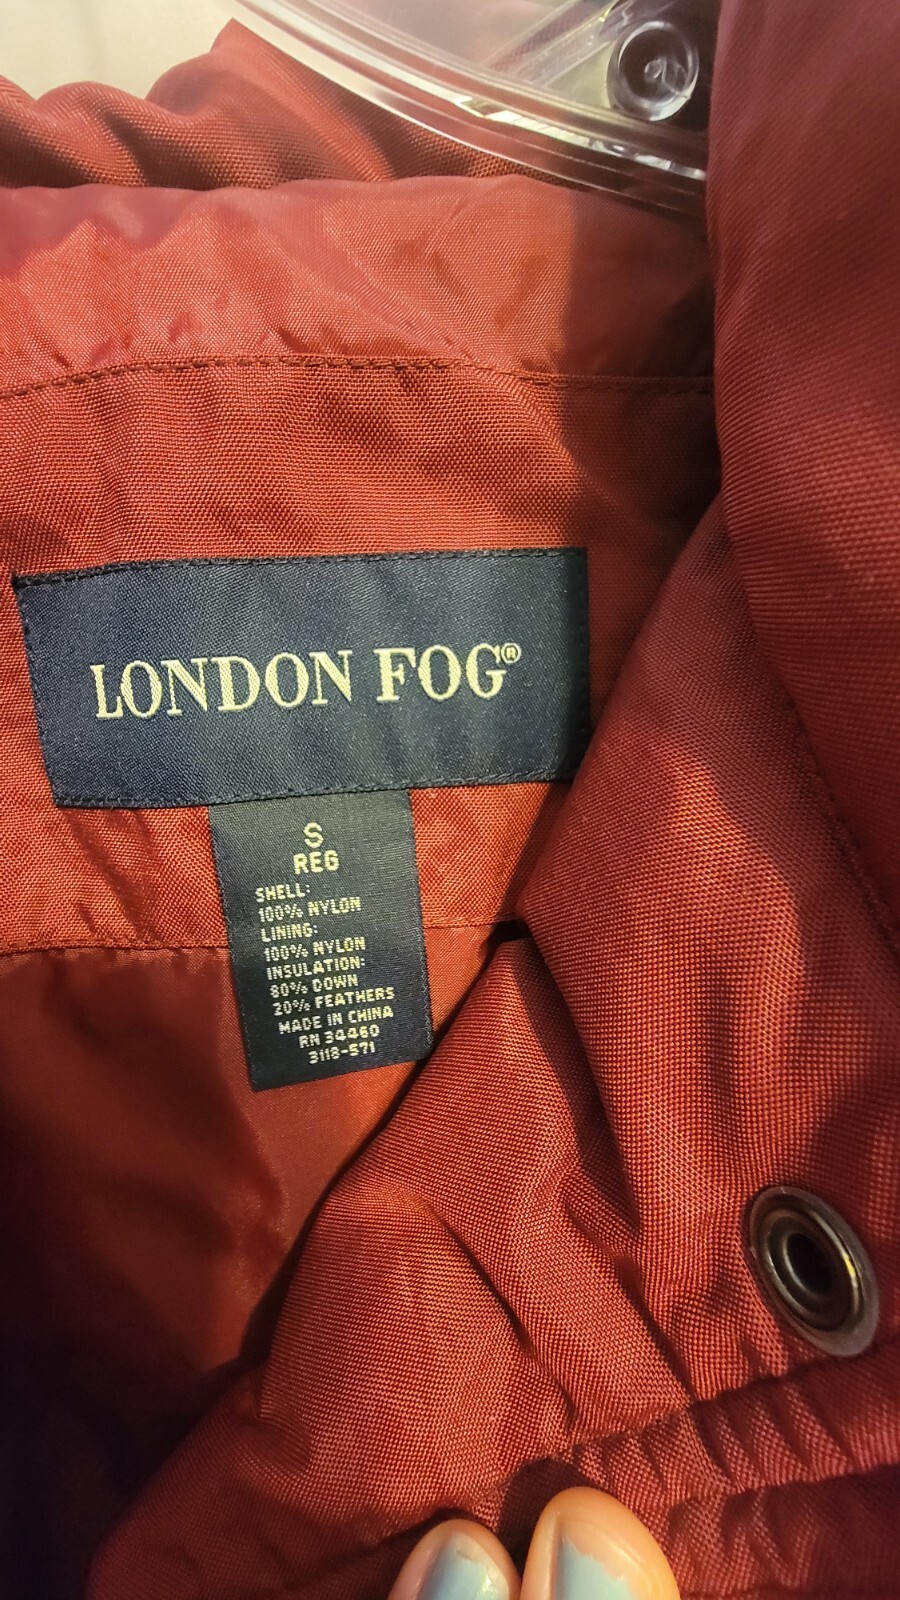 LONDON FOG®
S
REG
SHELL:
100% NYLON
LINING:
100% NYLON
INSULATION:
80% DOWN
20% FEATHERS
MADE IN CHINA
RN 34460
3118-571